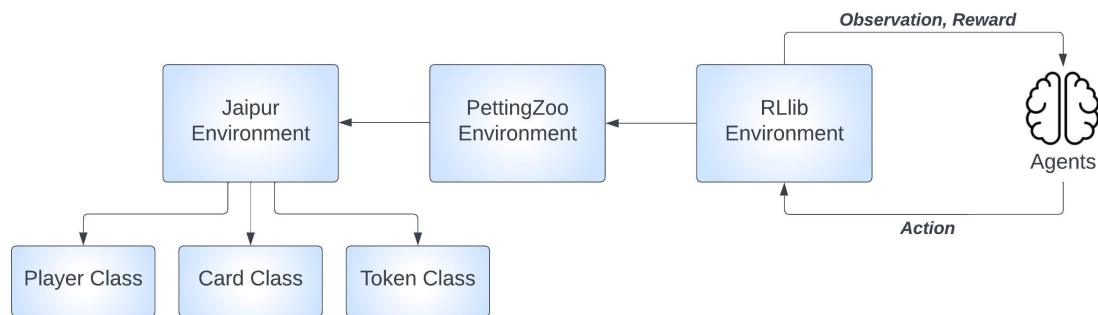 Observation, Reward
Jaipur
Environment
PettingZoo
Environment
RLlib
Environment
Agents
Action
Player Class
Card Class
Token Class